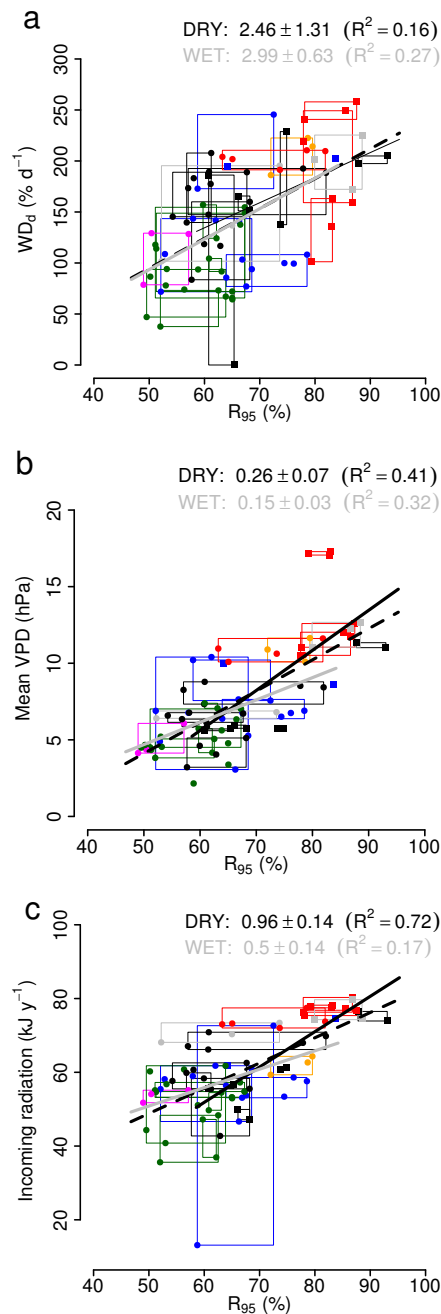 a
DRY: 2.46 ± 1.31 (R² = 0.16)
WET: 2.99 ± 0.63 (R² = 0.27)
WD_d (% d⁻¹)
300
250
200
150
100
50
0
40 50 60 70 80 90 100
R₉₅ (%)
b
DRY: 0.26 ± 0.07 (R² = 0.41)
WET: 0.15 ± 0.03 (R² = 0.32)
Mean VPD (hPa)
20
15
10
5
0
40 50 60 70 80 90 100
R₉₅ (%)
c
DRY: 0.96 ± 0.14 (R² = 0.72)
WET: 0.5 ± 0.14 (R² = 0.17)
Incoming radiation (kJ y⁻¹)
100
80
60
40
20
40 50 60 70 80 90 100
R₉₅ (%)